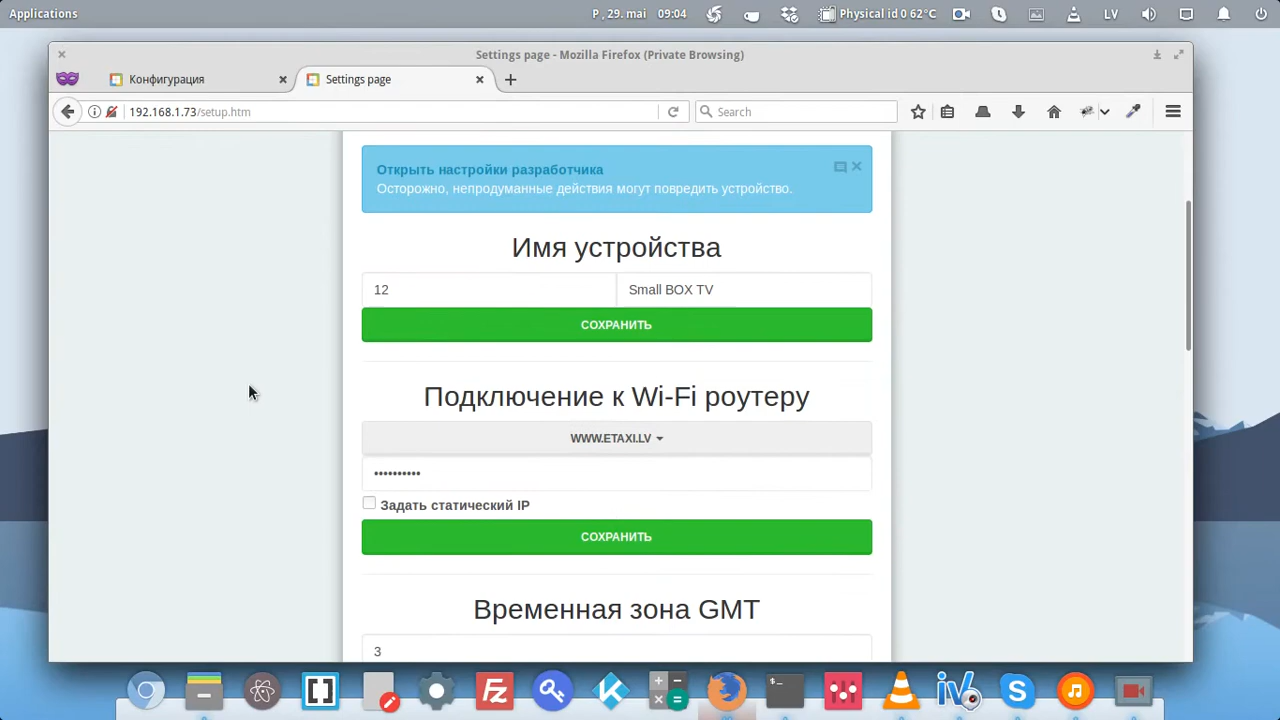 Applications
P , 29. mai 09:04
Physical id 0 62°C
LV
Settings page - Mozilla Firefox (Private Browsing)
Конфигурация
Settings page
192.168.1.73/setup.htm
Search
Открыть настройки разработчика
Осторожно, непродуманные действия могут повредить устройство.
Имя устройства
12
Small BOX TV
СОХРАНИТЬ
Подключение к Wi-Fi роутеру
WWW.ETAXI.LV
••••••••••
Задать статический IP
СОХРАНИТЬ
Временная зона GMT
3
FZ
iV